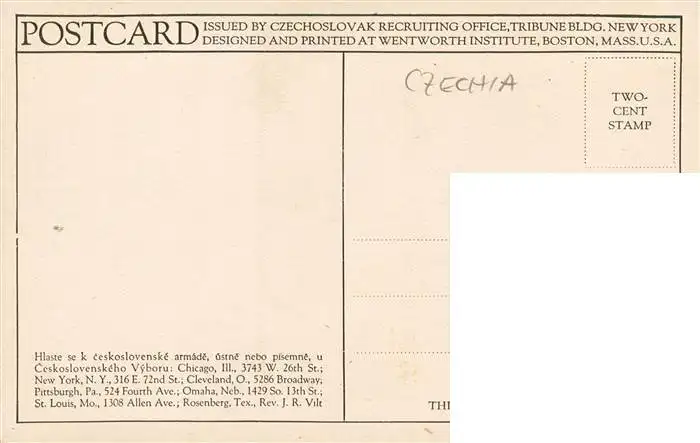 POSTCARD
ISSUED BY CZECHOSLOVAK RECRUITING OFFICE, TRIBUNE BLDG. NEW YORK
DESIGNED AND PRINTED AT WENTWORTH INSTITUTE, BOSTON, MASS. U.S.A.
CZECHIA
TWO-
CENT
STAMP
Hlaste se k československé armádě, ústně nebo písemně, u
Československého Výboru: Chicago, Ill., 3743 W. 26th St.;
New York, N. Y., 316 E. 72nd St.; Cleveland, O., 5286 Broadway;
Pittsburgh, Pa., 524 Fourth Ave.; Omaha, Neb., 1429 So. 13th St.;
St. Louis, Mo., 1308 Allen Ave.; Rosenberg, Tex., Rev. J. R. Vilt